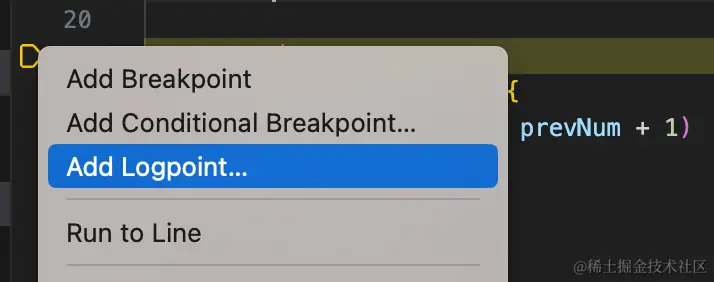 20
Add Breakpoint
{
Add Conditional Breakpoint...
prevNum + 1)
Add Logpoint...
Run to Line
@稀土掘金技术社区